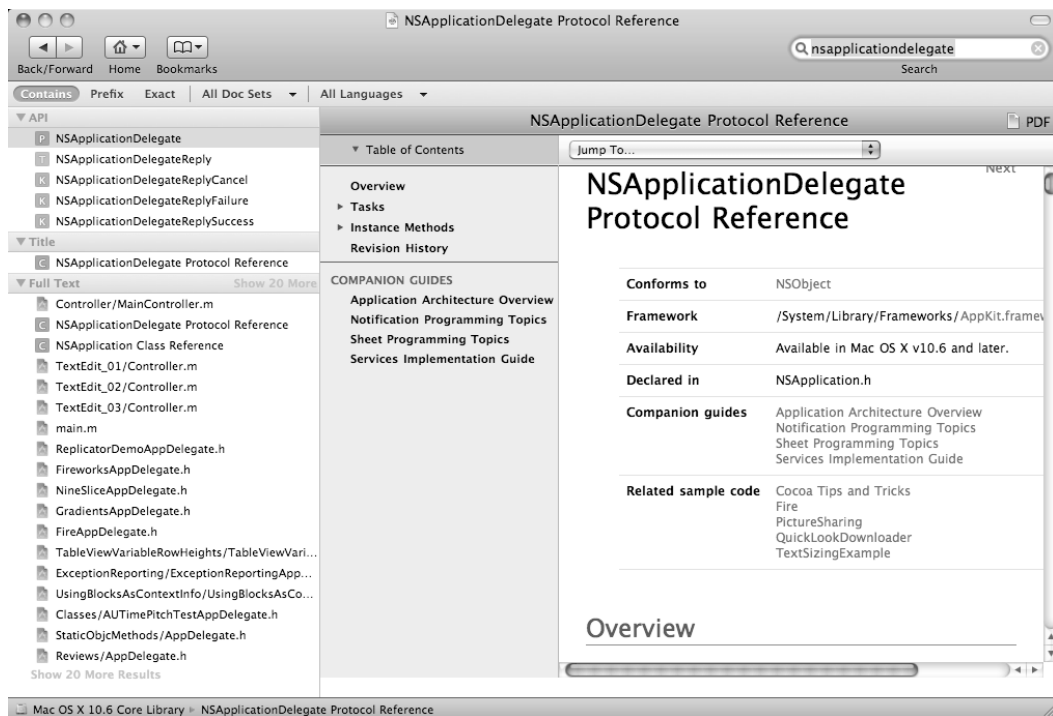 NSApplicationDelegate Protocol Reference
nsapplicationdelegate
Back/Forward Home Bookmarks Search
Contains Prefix Exact All Doc Sets All Languages
API
NSApplicationDelegate
NSApplicationDelegateReply
NSApplicationDelegateReplyCancel
NSApplicationDelegateReplyFailure
NSApplicationDelegateReplySuccess
Title
NSApplicationDelegate Protocol Reference
Full Text Show 20 More
Controller/MainController.m
NSApplicationDelegate Protocol Reference
NSApplication Class Reference
TextEdit_01/Controller.m
TextEdit_02/Controller.m
TextEdit_03/Controller.m
main.m
ReplicatorDemoAppDelegate.h
FireworksAppDelegate.h
NineSliceAppDelegate.h
GradientsAppDelegate.h
FireAppDelegate.h
TableViewVariableRowHeights/TableViewVari...
ExceptionReporting/ExceptionReportingApp...
UsingBlocksAsContextInfo/UsingBlocksAsCo...
Classes/AUTimePitchTestAppDelegate.h
StaticObjcMethods/AppDelegate.h
Reviews/AppDelegate.h
Show 20 More Results
NSApplicationDelegate Protocol Reference PDF
Table of Contents
Overview
Tasks
Instance Methods
Revision History
COMPANION GUIDES
Application Architecture Overview
Notification Programming Topics
Sheet Programming Topics
Services Implementation Guide
Jump To...
Next
NSApplicationDelegate
Protocol Reference
Conforms to NSObject
Framework /System/Library/Frameworks/AppKit.framew
Availability Available in Mac OS X v10.6 and later.
Declared in NSApplication.h
Companion guides Application Architecture Overview
Notification Programming Topics
Sheet Programming Topics
Services Implementation Guide
Related sample code Cocoa Tips and Tricks
Fire
PictureSharing
QuickLookDownloader
TextSizingExample
Overview
Mac OS X 10.6 Core Library NSApplicationDelegate Protocol Reference